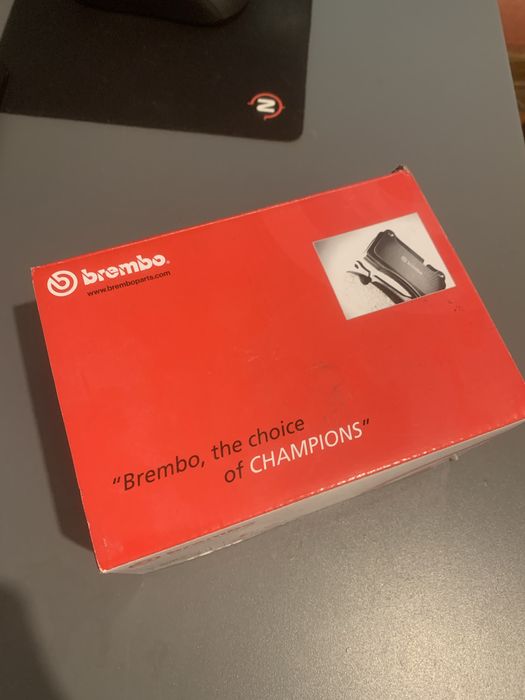 N
brembo®
www.bremboparts.com
"Brembo, the choice
of CHAMPIONS"